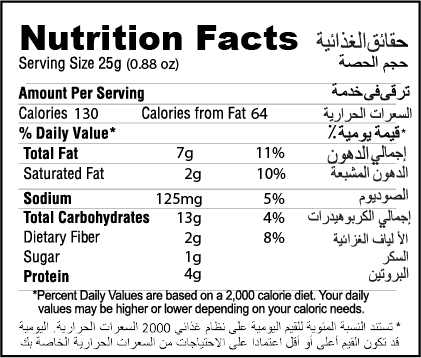 Nutrition Facts حقائق الغذائية
Serving Size 25g (0.88 oz) حجم الحصة
Amount Per Serving ترقى فى خدمة
Calories 130 Calories from Fat 64 السعرات الحرارية
% Daily Value* *قيمة يومية ٪
Total Fat 7g 11% إجمالي الدهون
Saturated Fat 2g 10% الدهون المشبعة
Sodium 125mg 5% الصوديوم
Total Carbohydrates 13g 4% إجمالي الكربوهيدرات
Dietary Fiber 2g 8% الألياف الغزائية
Sugar 1g السكر
Protein 4g البروتين
*Percent Daily Values are based on a 2,000 calorie diet. Your daily
values may be higher or lower depending on your caloric needs.
* تستند النسبة المئوية للقيم اليومية على نظام غذائي 2000 السعرات الحرارية. اليومية
قد تكون القيم أعلى أو أقل اعتمادا على الاحتياجات من السعرات الحرارية الخاصة بك